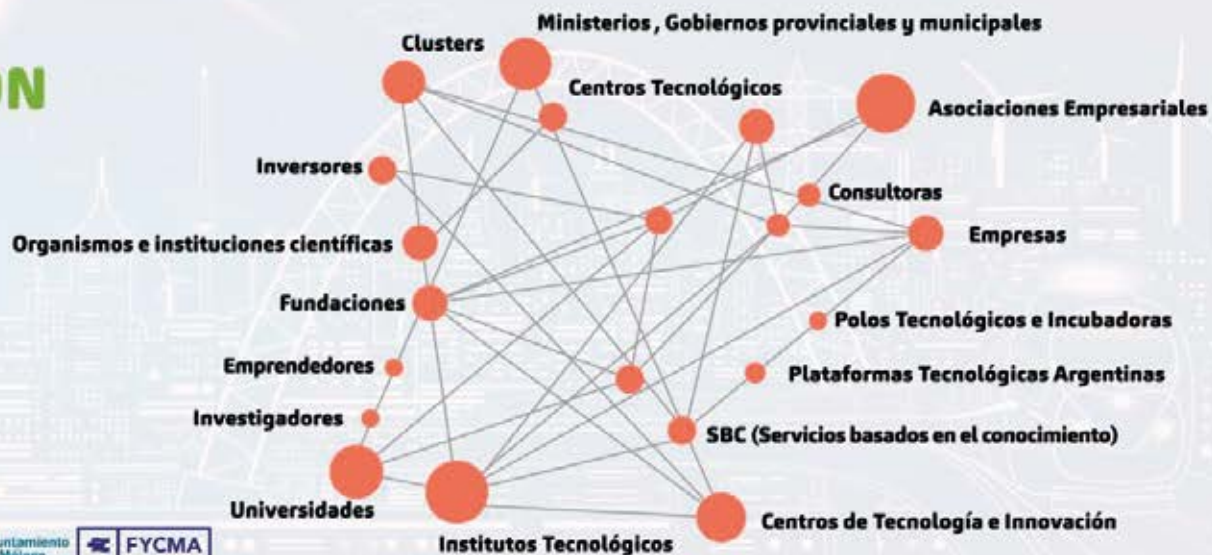 ON
Ministerios , Gobiernos provinciales y municipales
Clusters
Centros Tecnológicos
Asociaciones Empresariales
Inversores
Consultoras
Organismos e instituciones científicas
Empresas
Fundaciones
Polos Tecnológicos e Incubadoras
Emprendedores
Plataformas Tecnológicas Argentinas
Investigadores
SBC (Servicios basados en el conocimiento)
Universidades
Centros de Tecnología e Innovación
Institutos Tecnológicos
untamiento
FYCMA